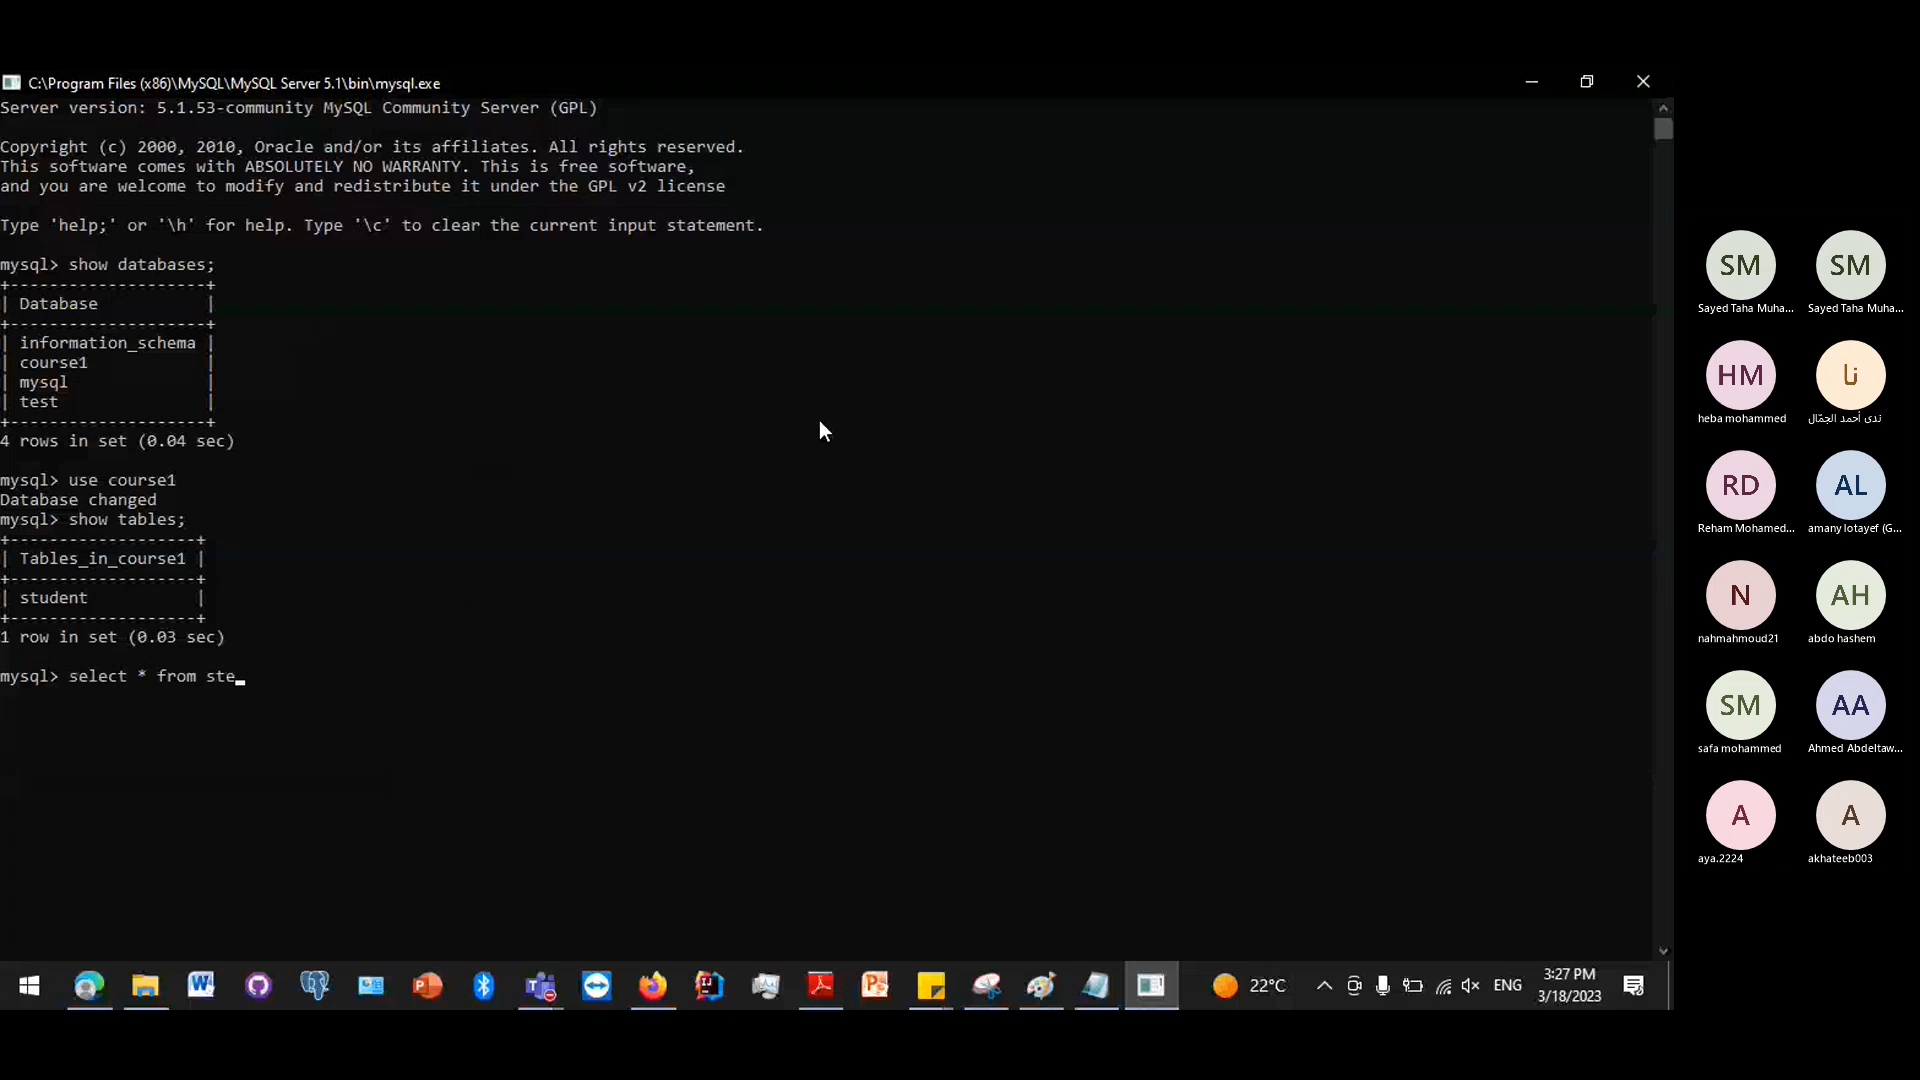 C:\Program Files (x86)\MySQL\MySQL Server 5.1\bin\mysql.exe
Server version: 5.1.53-community MySQL Community Server (GPL)
Copyright (c) 2000, 2010, Oracle and/or its affiliates. All rights reserved.
This software comes with ABSOLUTELY NO WARRANTY. This is free software,
and you are welcome to modify and redistribute it under the GPL v2 license
Type 'help;' or '\h' for help. Type '\c' to clear the current input statement.
mysql> show databases;
+--------------------+
| Database           |
+--------------------+
| information_schema |
| course1            |
| mysql              |
| test               |
+--------------------+
4 rows in set (0.04 sec)
mysql> use course1
Database changed
mysql> show tables;
+-------------------+
| Tables_in_course1 |
+-------------------+
| student           |
+-------------------+
1 row in set (0.03 sec)
mysql> select * from ste_
SM SM
Sayed Taha Muha... Sayed Taha Muha...
HM نا
heba mohammed ندى أحمد الجمّال
RD AL
Reham Mohamed... amany lotayef (G...
N AH
nahmahmoud21 abdo hashem
SM AA
safa mohammed Ahmed Abdeltaw...
A A
aya.2224 akhateeb003
22°C ENG 3:27 PM
3/18/2023